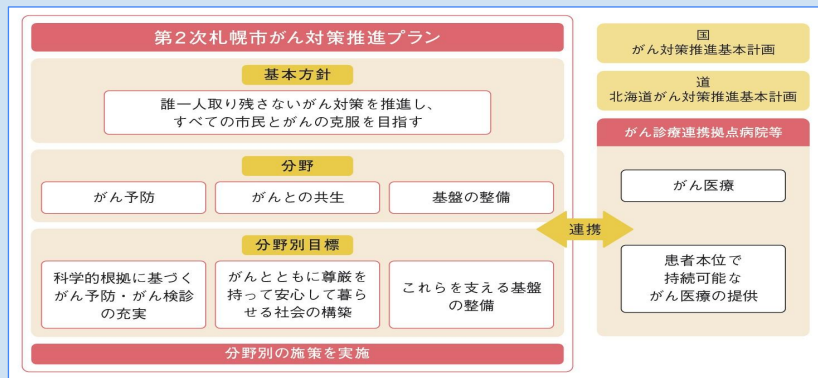 第2次札幌市がん対策推進プラン
基本方針
誰一人取り残さないがん対策を推進し、
すべての市民とがんの克服を目指す
分野
がん予防
がんとの共生
基盤の整備
分野別目標
科学的根拠に基づく
がん予防・がん検診
の充実
がんとともに尊厳を
持って安心して暮ら
せる社会の構築
これらを支える基盤
の整備
分野別の施策を実施
連携
国
がん対策推進基本計画
道
北海道がん対策推進基本計画
がん診療連携拠点病院等
がん医療
患者本位で
持続可能な
がん医療の提供